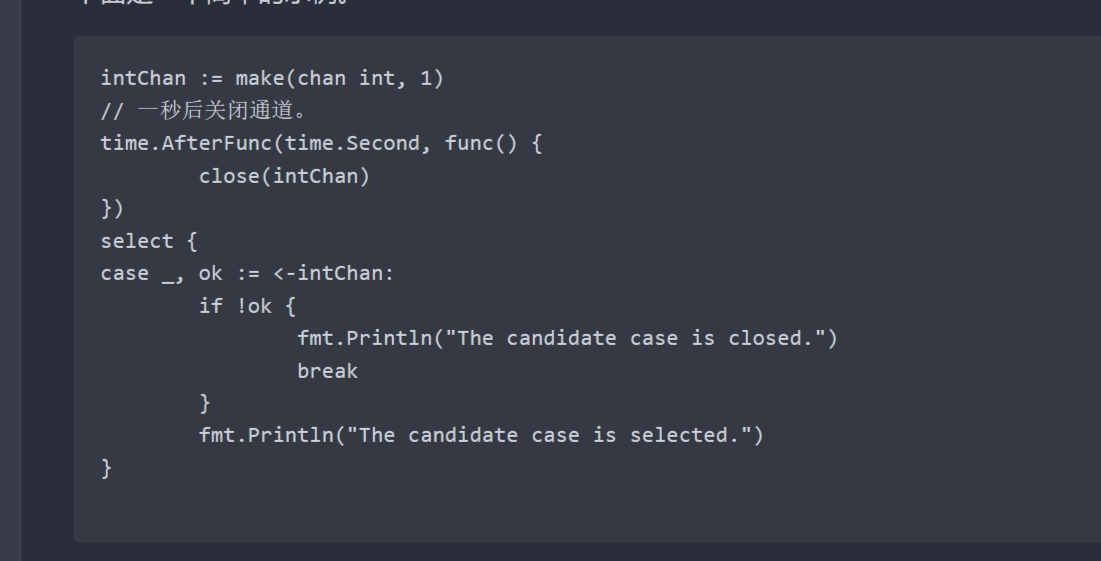 intChan := make(chan int, 1)
// 一秒后关闭通道。
time.AfterFunc(time.Second, func() {
        close(intChan)
})
select {
case _, ok := <-intChan:
        if !ok {
                fmt.Println("The candidate case is closed.")
                break
        }
        fmt.Println("The candidate case is selected.")
}